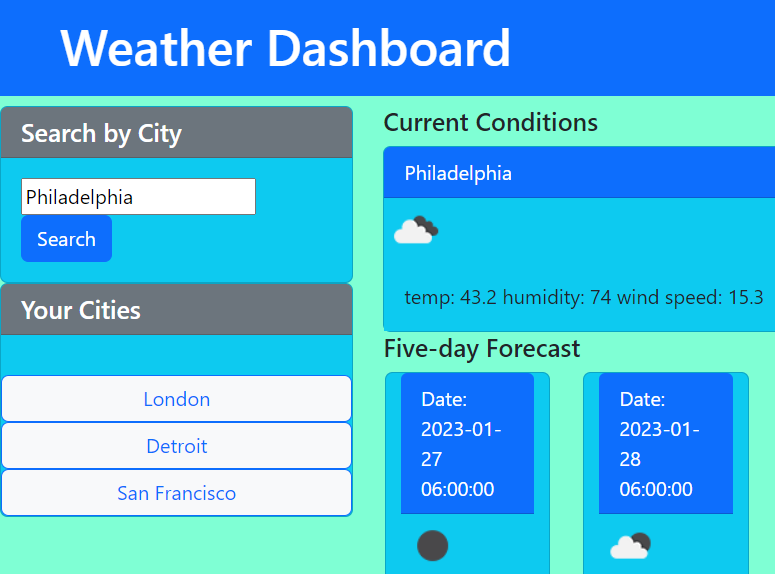 Weather Dashboard
Search by City
Philadelphia
Search
Your Cities
London
Detroit
San Francisco
Current Conditions
Philadelphia
temp: 43.2 humidity: 74 wind speed: 15.3
Five-day Forecast
Date:
2023-01-
27
06:00:00
Date:
2023-01-
28
06:00:00